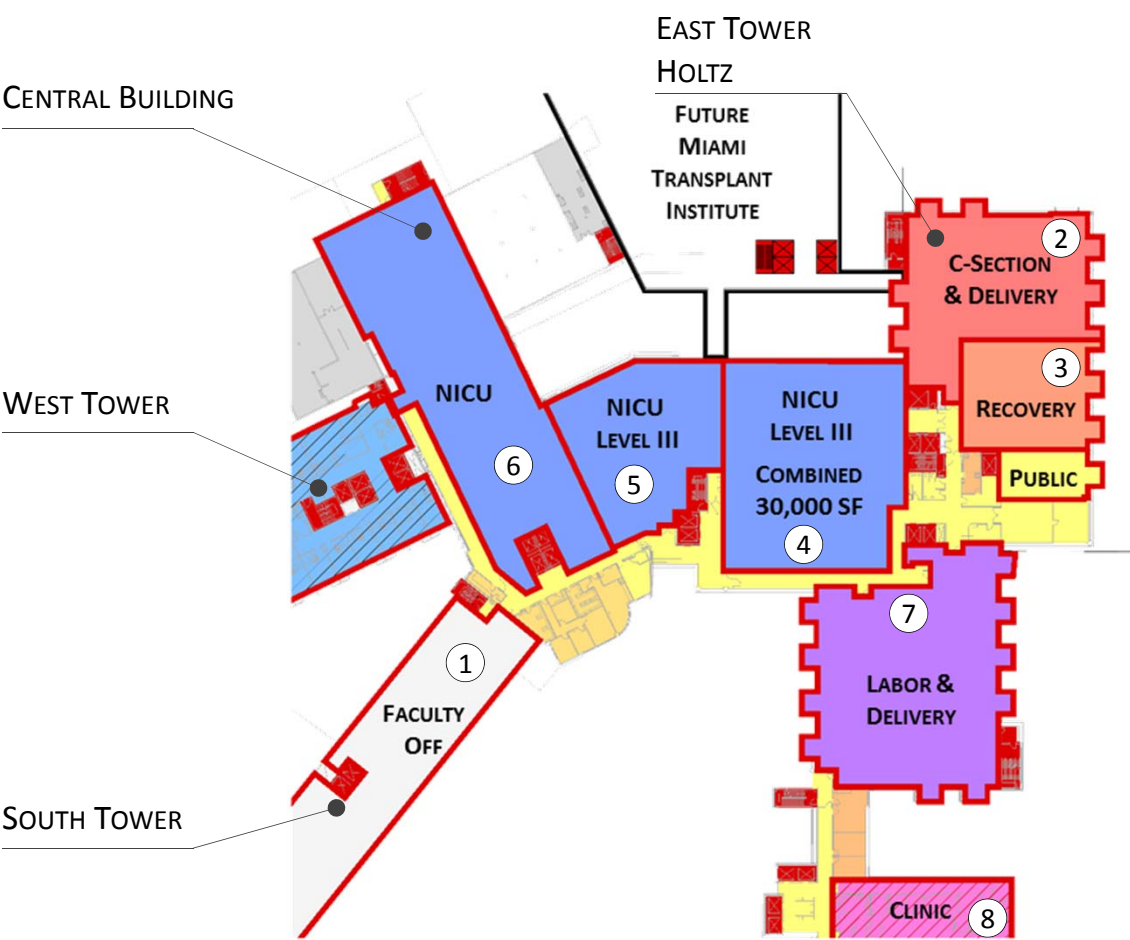 EAST TOWER
HOLTZ
CENTRAL BUILDING
FUTURE
MIAMI
TRANSPLANT
INSTITUTE
2
C-SECTION
& DELIVERY
3
RECOVERY
WEST TOWER
NICU
6
NICU
LEVEL III
5
NICU
LEVEL III
COMBINED
30,000 SF
4
PUBLIC
7
LABOR &
DELIVERY
1
FACULTY
OFF
SOUTH TOWER
CLINIC
8